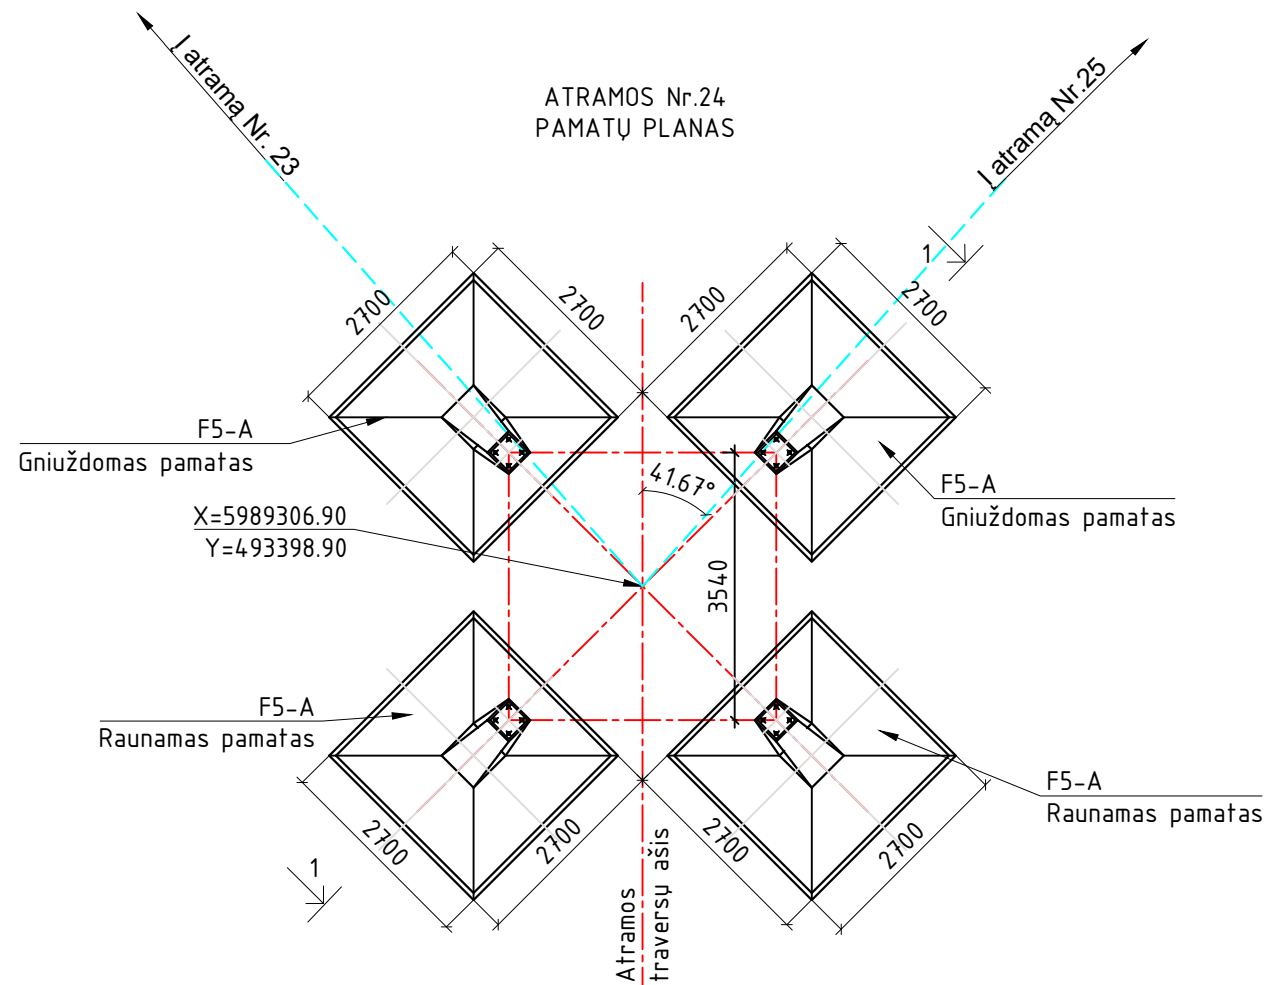 Į atramą Nr. 23
ATRAMOS Nr.24
PAMATŲ PLANAS
Į atramą Nr.25
1
2700
2700
2700
2700
F5-A
Gniuždomas pamatas
41.67°
F5-A
Gniuždomas pamatas
X=5989306.90
Y=493398.90
3540
F5-A
Raunamas pamatas
F5-A
Raunamas pamatas
2700
2700
2700
2700
1
Atramos
traversų ašis